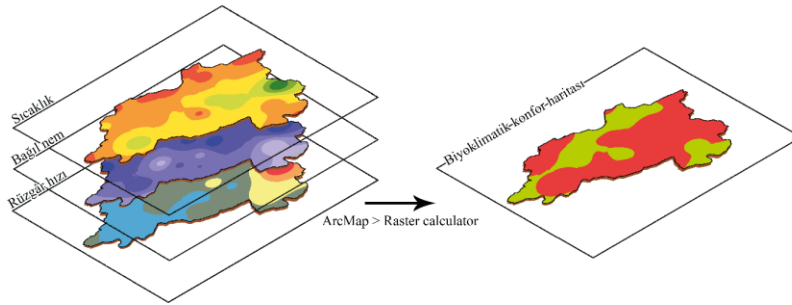 Sıcaklık
Bağıl nem
Rüzgâr hızı
ArcMap > Raster calculator
Biyoklimatik-konfor-haritası